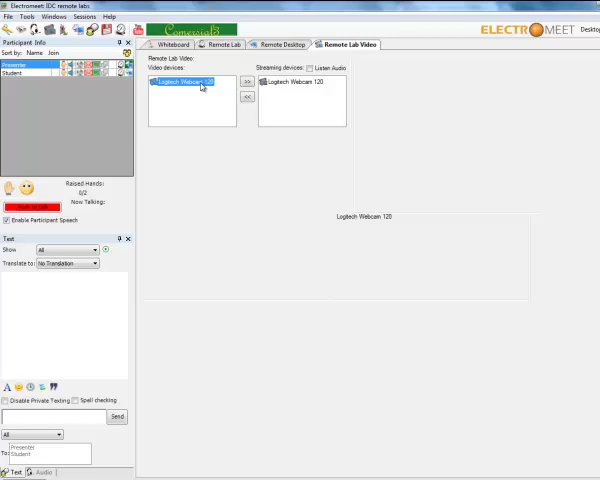 Electromeet: IDC remote labs
File Tools Windows Sessions Help
Comenvial3
ELECTROMEET Deskto
Participant Info
Whiteboard Remote Lab Remote Desktop Remote Lab Video
Sort by: Name Join
Presenter
Student
Remote Lab Video:
Video devices: Streaming devices: Listen Audio
Logitech Webcam 120 >> Logitech Webcam 120
<<
Raised Hands:
0/2
Now Talking:
Enable Participant Speech
Logitech Webcam 120
Text
Show All
Translate to: No Translation
Disable Private Texting Spell checking
Send
All
To: Presenter
Student
Text Audio